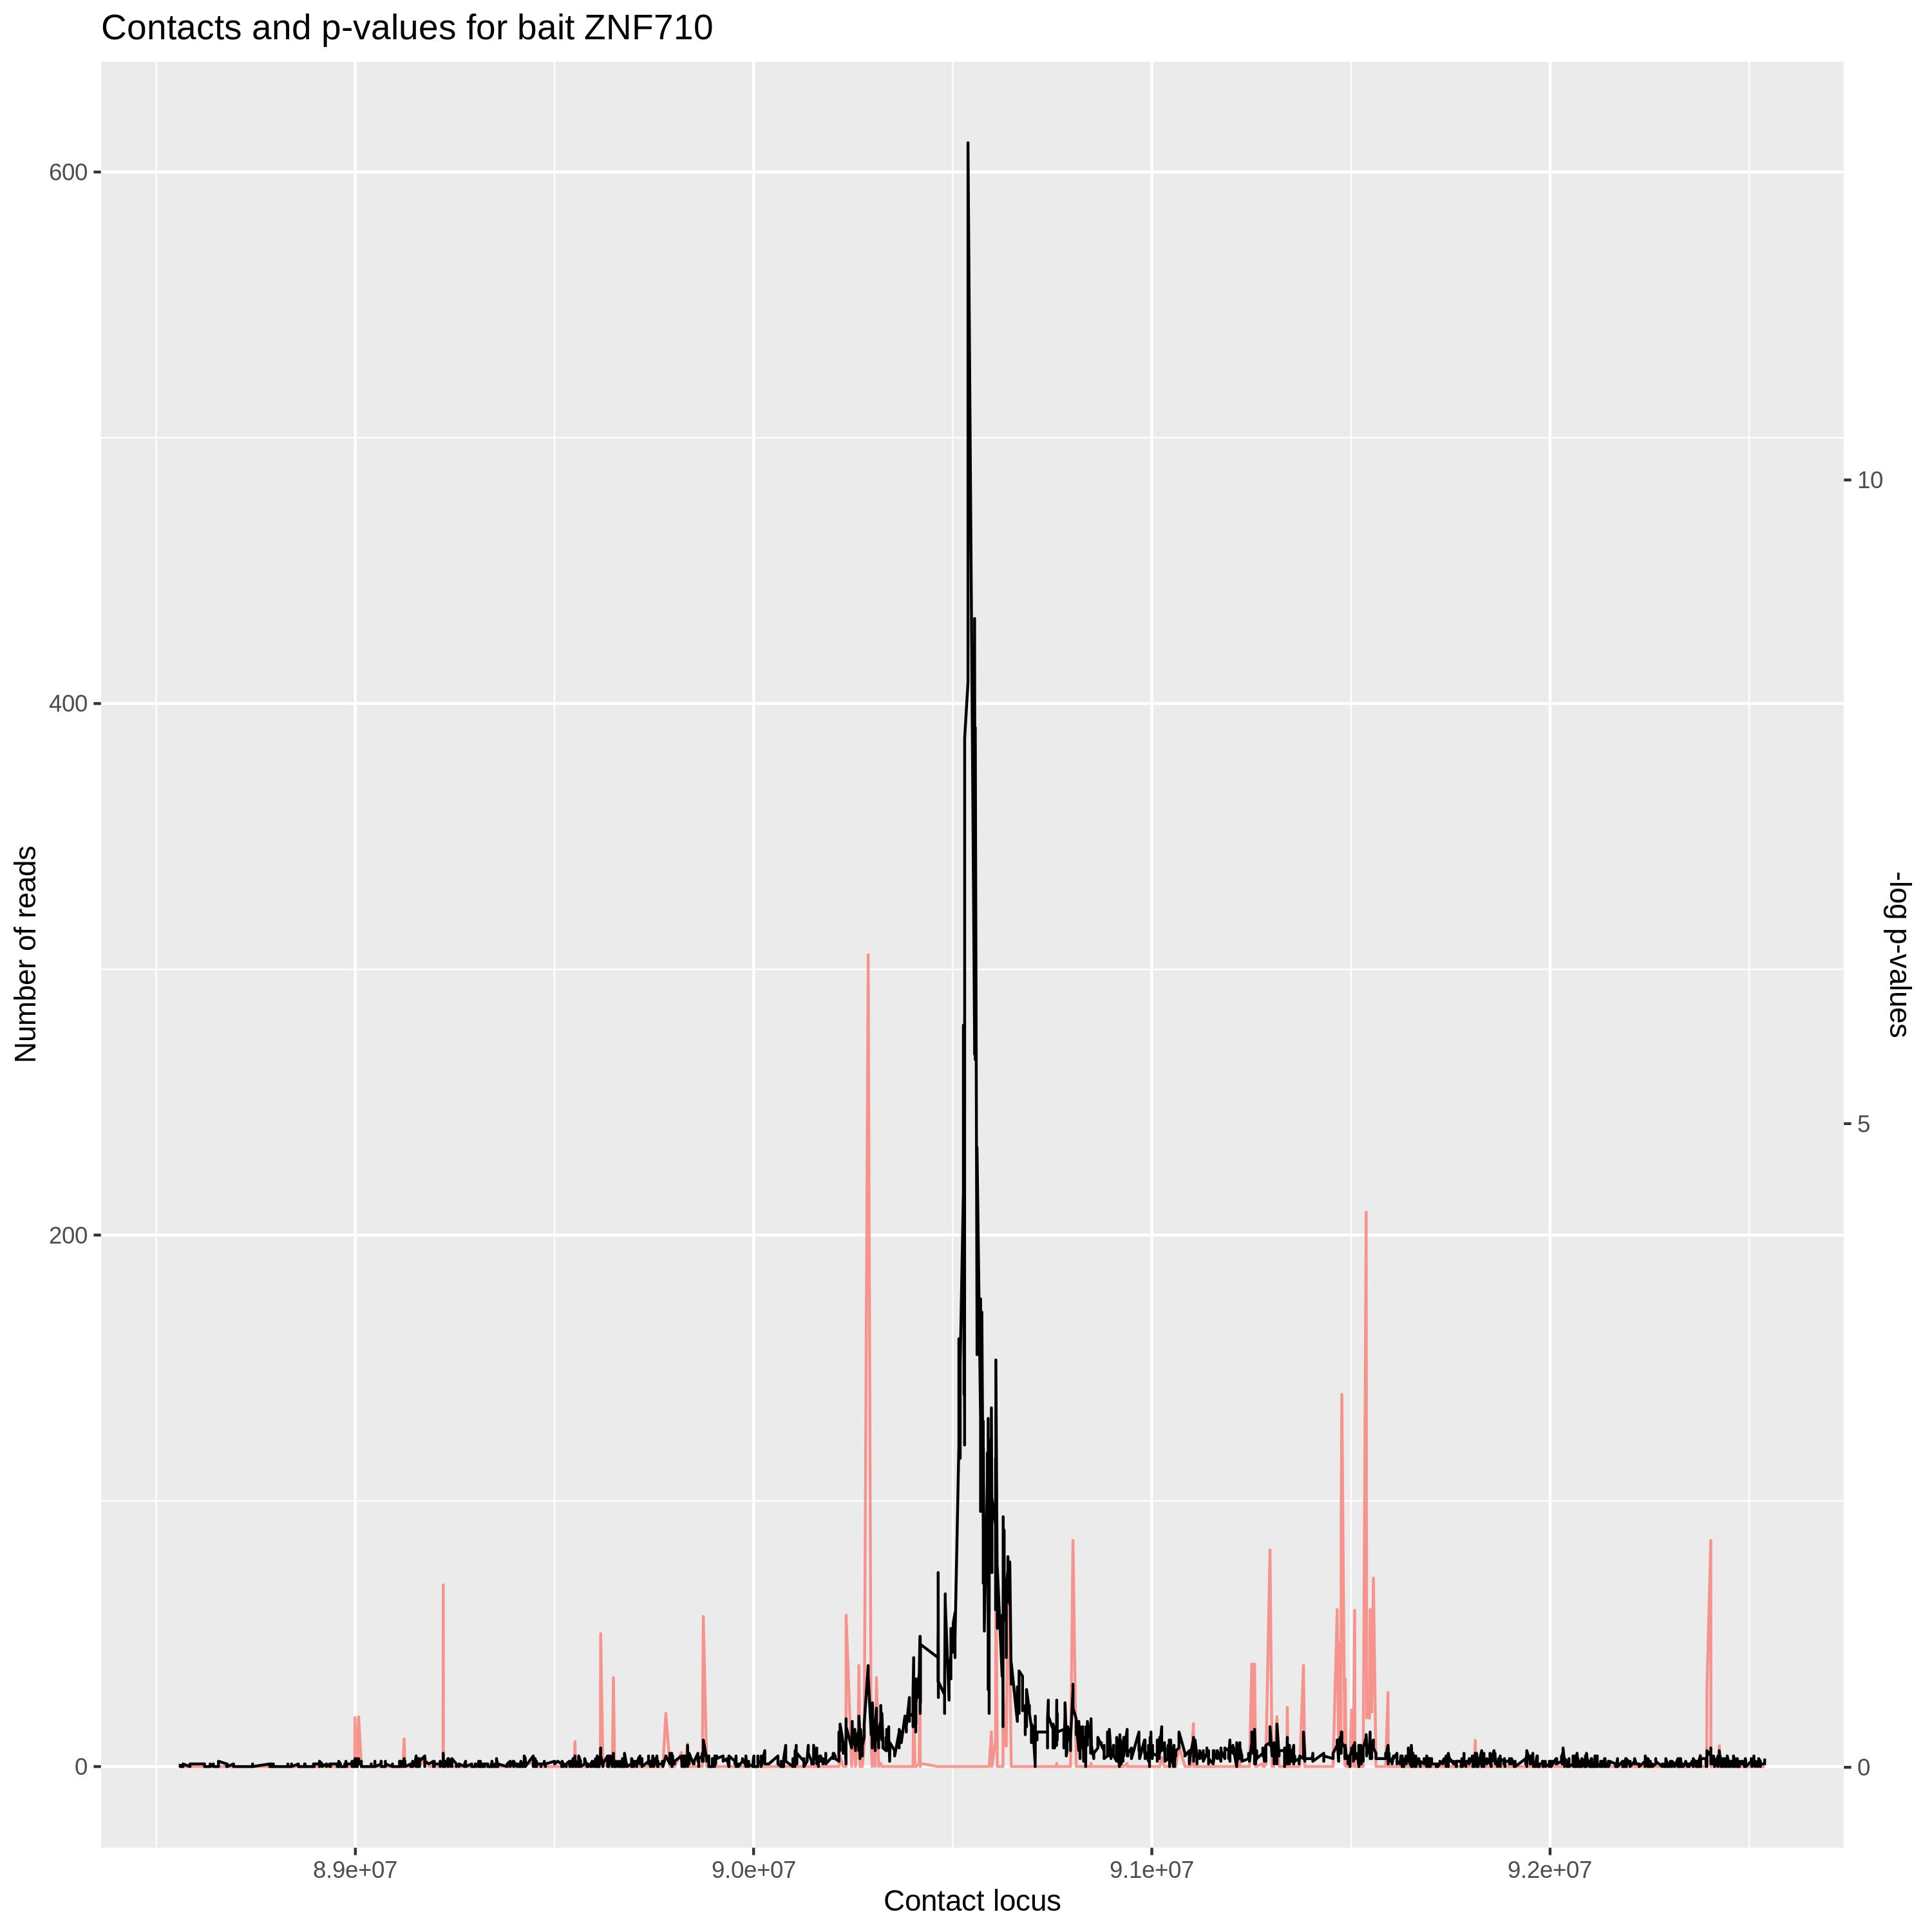 Contacts and p-values for bait ZNF710
600
400
200
0
Number of reads
10
5
0
-log p-values
8.9e+07
9.0e+07
9.1e+07
9.2e+07
Contact locus